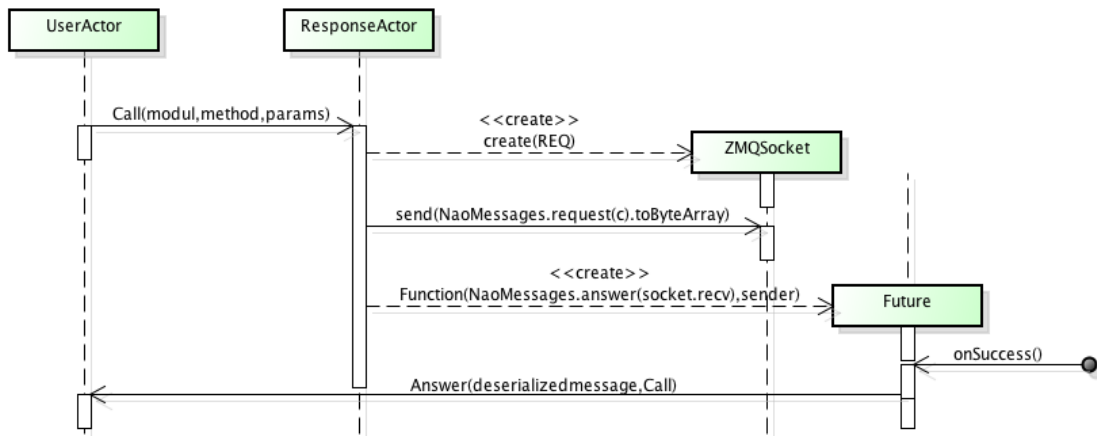 UserActor
ResponseActor
Call(modul,method,params)
<<create>>
create(REQ)
ZMQSocket
send(NaoMessages.request(c).toByteArray)
<<create>>
Function(NaoMessages.answer(socket.recv),sender)
Future
onSuccess()
Answer(deserializedmessage,Call)